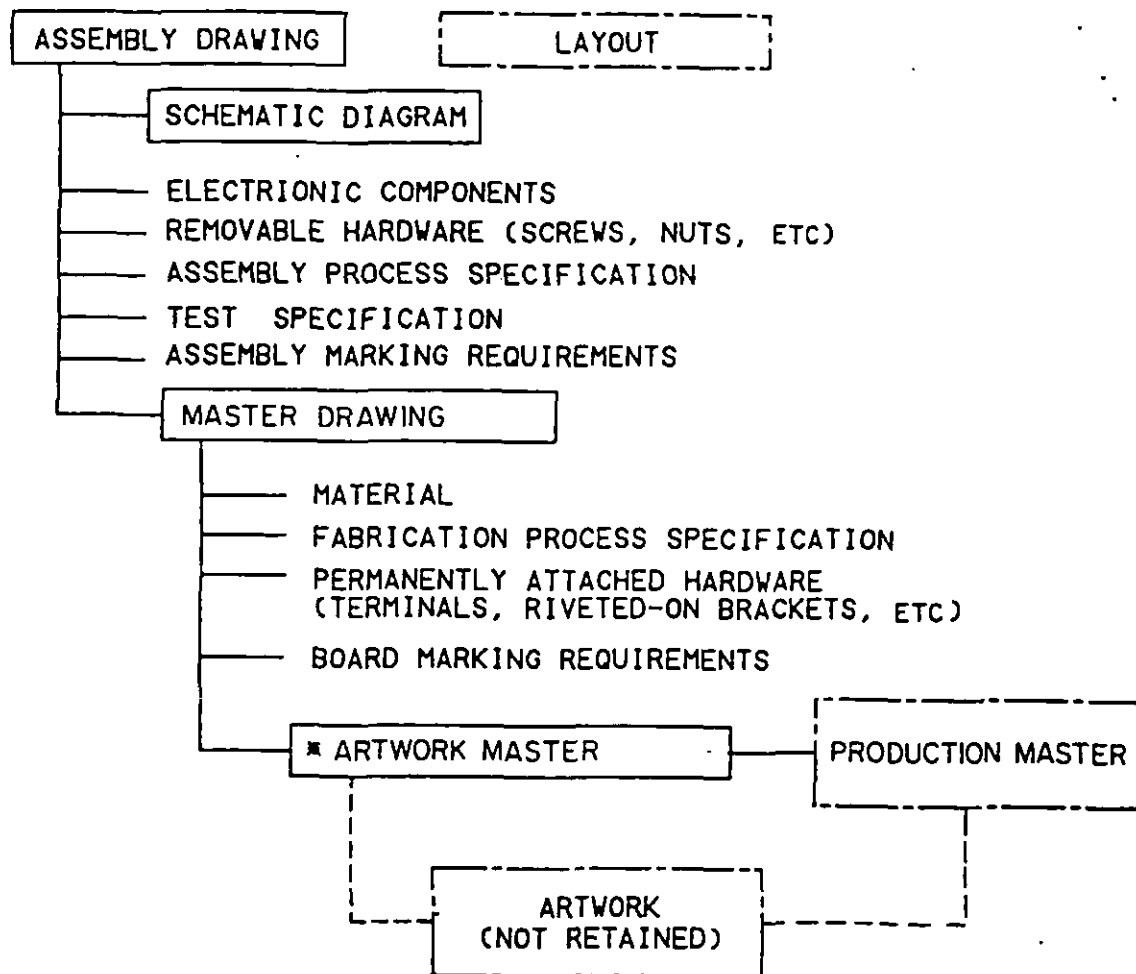 ASSEMBLY DRAWING
LAYOUT
SCHEMATIC DIAGRAM
ELECTRIONIC COMPONENTS
REMOVABLE HARDWARE (SCREWS, NUTS, ETC)
ASSEMBLY PROCESS SPECIFICATION
TEST SPECIFICATION
ASSEMBLY MARKING REQUIREMENTS
MASTER DRAWING
MATERIAL
FABRICATION PROCESS SPECIFICATION
PERMANENTLY ATTACHED HARDWARE
(TERMINALS, RIVETED-ON BRACKETS, ETC)
BOARD MARKING REQUIREMENTS
* ARTWORK MASTER
PRODUCTION MASTER
ARTWORK
(NOT RETAINED)